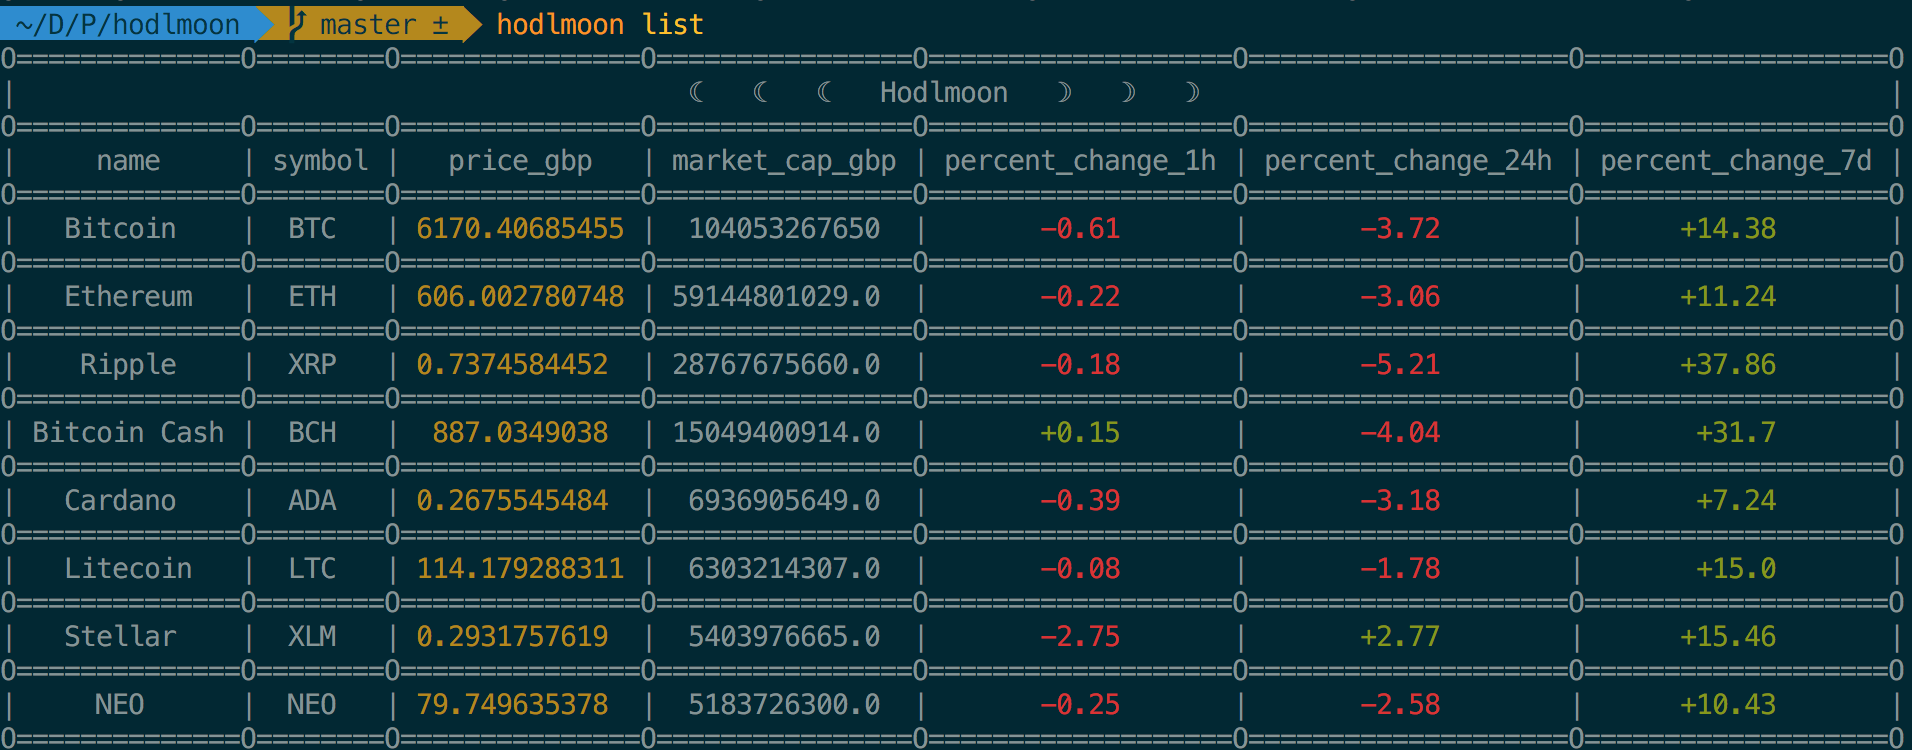 ~/D/P/hodlmoon master ± hodlmoon list
O==============O========O===============O================O===================O====================O===================O
| ☾ ☾ ☾ Hodlmoon ☽ ☽ ☽ |
O==============O========O===============O================O===================O====================O===================O
| name | symbol | price_gbp | market_cap_gbp | percent_change_1h | percent_change_24h | percent_change_7d |
O==============O========O===============O================O===================O====================O===================O
| Bitcoin | BTC | 6170.40685455 | 104053267650 | -0.61 | -3.72 | +14.38 |
O==============O========O===============O================O===================O====================O===================O
| Ethereum | ETH | 606.002780748 | 59144801029.0 | -0.22 | -3.06 | +11.24 |
O==============O========O===============O================O===================O====================O===================O
| Ripple | XRP | 0.7374584452 | 28767675660.0 | -0.18 | -5.21 | +37.86 |
O==============O========O===============O================O===================O====================O===================O
| Bitcoin Cash | BCH | 887.0349038 | 15049400914.0 | +0.15 | -4.04 | +31.7 |
O==============O========O===============O================O===================O====================O===================O
| Cardano | ADA | 0.2675545484 | 6936905649.0 | -0.39 | -3.18 | +7.24 |
O==============O========O===============O================O===================O====================O===================O
| Litecoin | LTC | 114.179288311 | 6303214307.0 | -0.08 | -1.78 | +15.0 |
O==============O========O===============O================O===================O====================O===================O
| Stellar | XLM | 0.2931757619 | 5403976665.0 | -2.75 | +2.77 | +15.46 |
O==============O========O===============O================O===================O====================O===================O
| NEO | NEO | 79.749635378 | 5183726300.0 | -0.25 | -2.58 | +10.43 |
O==============O========O===============O================O===================O====================O===================O